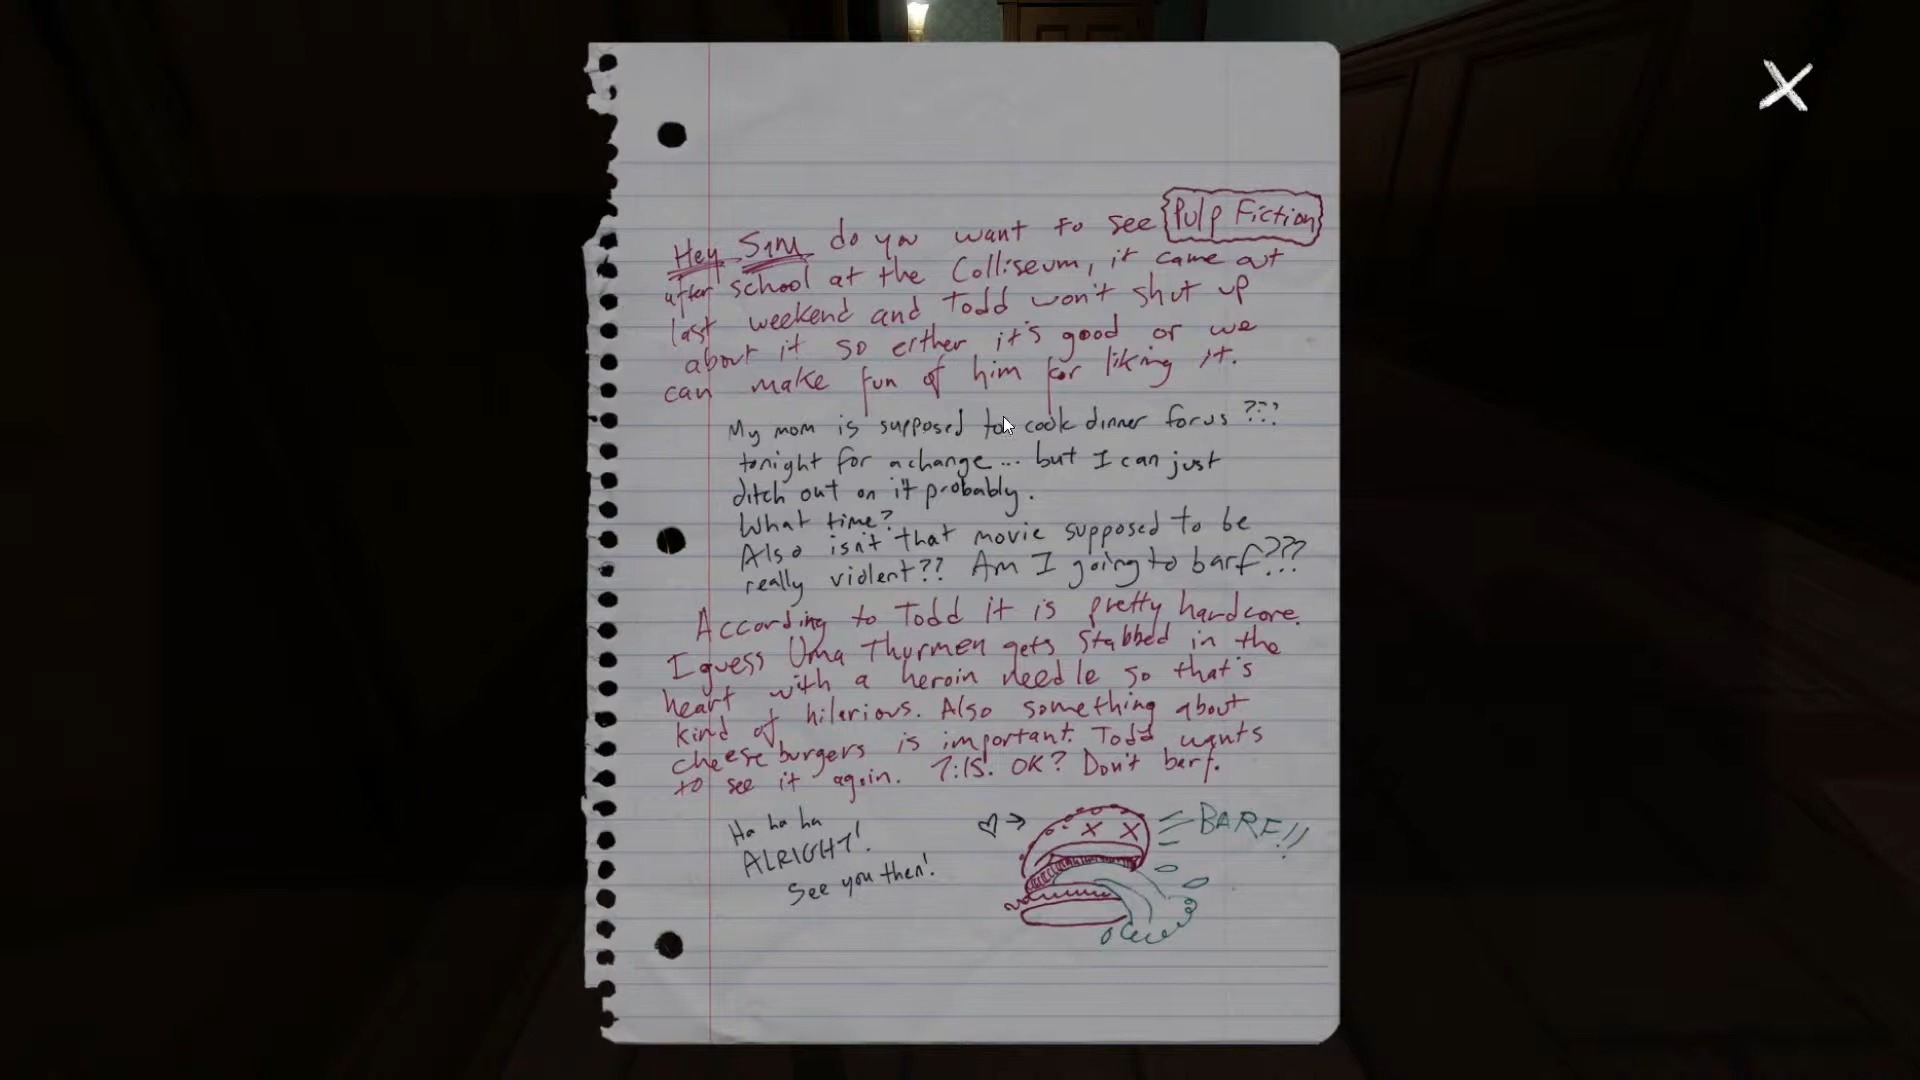 Hey Sam do you want to see Pulp Fiction
after school at the Colliseum, it came out
last weekend and Todd won't shut up
about it so either it's good or we
can make fun of him for liking it.
My mom is supposed to cook dinner for us ???
tonight for a change... but I can just
ditch out on it probably.
What time?
Also isn't that movie supposed to be
really violent?? Am I going to barf???
According to Todd it is pretty hardcore.
I guess Uma Thurmen gets stabbed in the
heart with a heroin needle so that's
kind of hilarious. Also something about
cheeseburgers is important. Todd wants
to see it again. 7:15. OK? Don't barf.
Ha ha ha
ALRIGHT!
See you then!
BARF!!